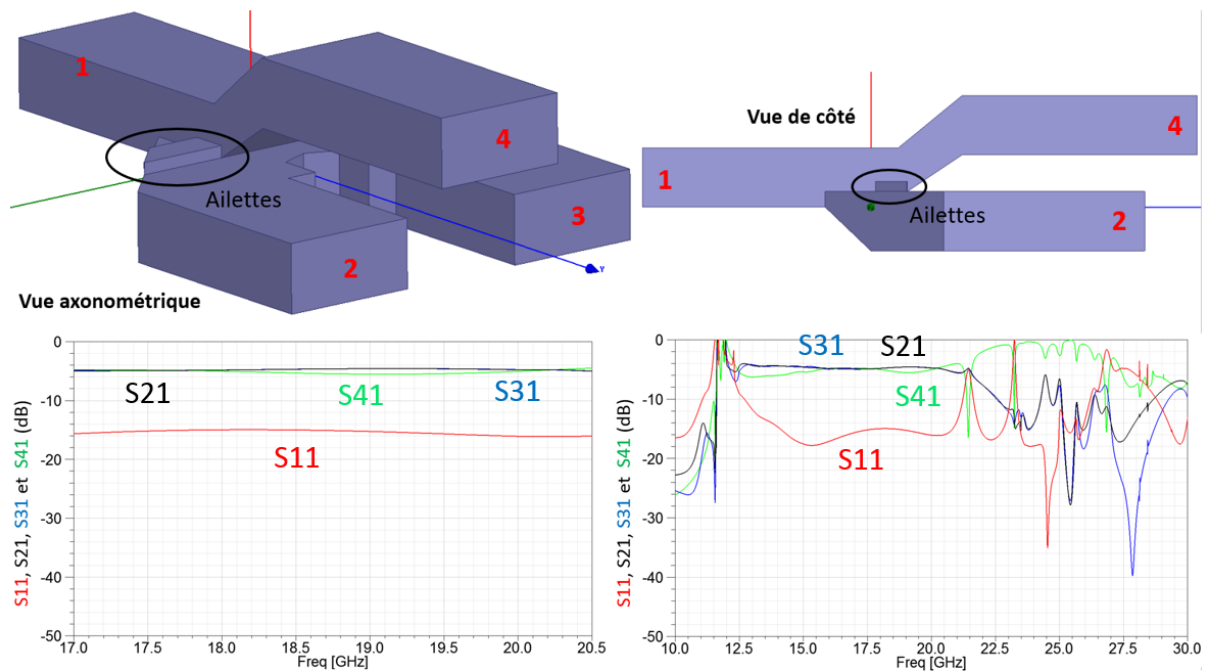 1
4
3
2
Ailettes
Y
Vue axonométrique
Vue de côté
1
4
2
Ailettes
S11, S21, S31 et S41 (dB)
0
-10
-20
-30
-40
-50
S21
S41
S31
S11
17.0
17.5
18.0
18.5
19.0
19.5
20.0
20.5
Freq [GHz]
S11, S21, S31 et S41 (dB)
0
-10
-20
-30
-40
-50
S31
S21
S41
S11
10.0
12.5
15.0
17.5
20.0
22.5
25.0
27.5
30.0
Freq [GHz]